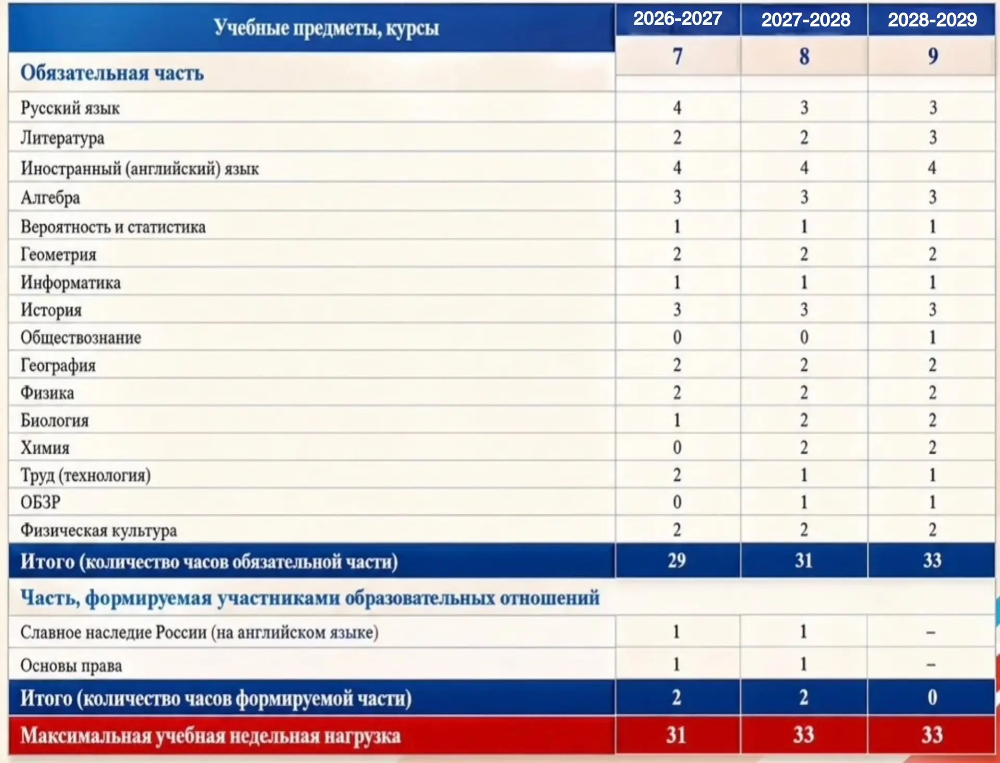 Учебные предметы, курсы 2026-2027 2027-2028 2028-2029
Обязательная часть 7 8 9
Русский язык 4 3 3
Литература 2 2 3
Иностранный (английский) язык 4 4 4
Алгебра 3 3 3
Вероятность и статистика 1 1 1
Геометрия 2 2 2
Информатика 1 1 1
История 3 3 3
Обществознание 0 0 1
География 2 2 2
Физика 2 2 2
Биология 1 2 2
Химия 0 2 2
Труд (технология) 2 1 1
ОБЗР 0 1 1
Физическая культура 2 2 2
Итого (количество часов обязательной части) 29 31 33
Часть, формируемая участниками образовательных отношений
Славное наследие России (на английском языке) 1 1 –
Основы права 1 1 –
Итого (количество часов формируемой части) 2 2 0
Максимальная учебная недельная нагрузка 31 33 33